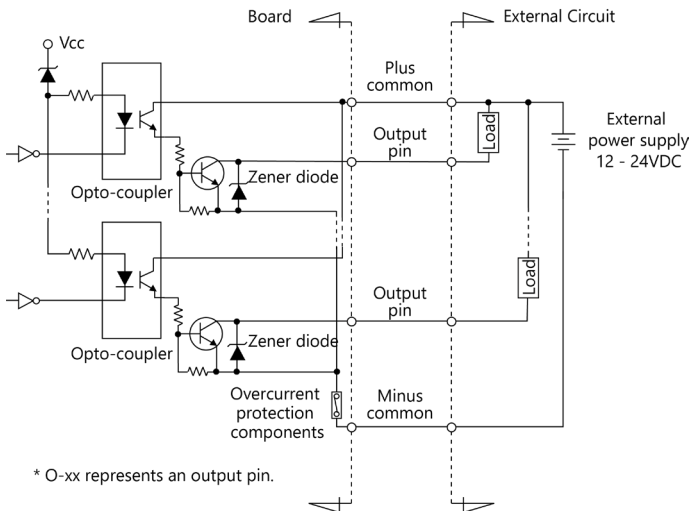 Board
External Circuit
Vcc
Plus
common
Output
pin
Load
External
power supply
12 - 24VDC
Zener diode
Opto-coupler
Load
Output
pin
Zener diode
Opto-coupler
Overcurrent
protection
components
Minus
common
* O-xx represents an output pin.